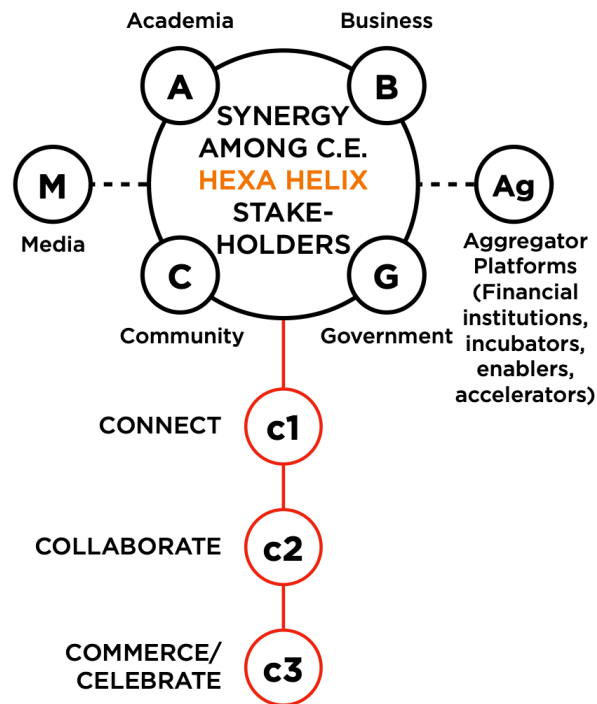 Academia
Business
A
B
SYNERGY
AMONG C.E.
HEXA HELIX
STAKE-
HOLDERS
M
Media
Ag
Aggregator
Platforms
(Financial
institutions,
incubators,
enablers,
accelerators)
C
G
Community
Government
CONNECT
c1
COLLABORATE
c2
COMMERCE/
CELEBRATE
c3